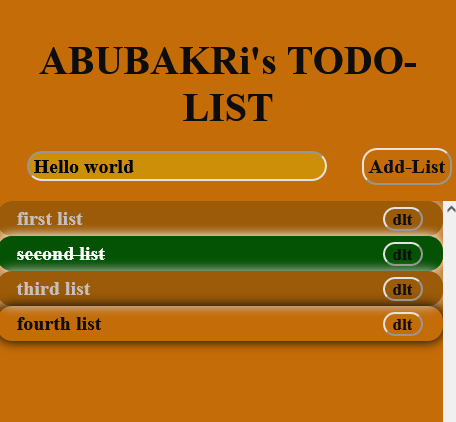 ABUBAKRi's TODO-
LIST
Hello world
Add-List
first list
dlt
second list
dlt
third list
dlt
fourth list
dlt